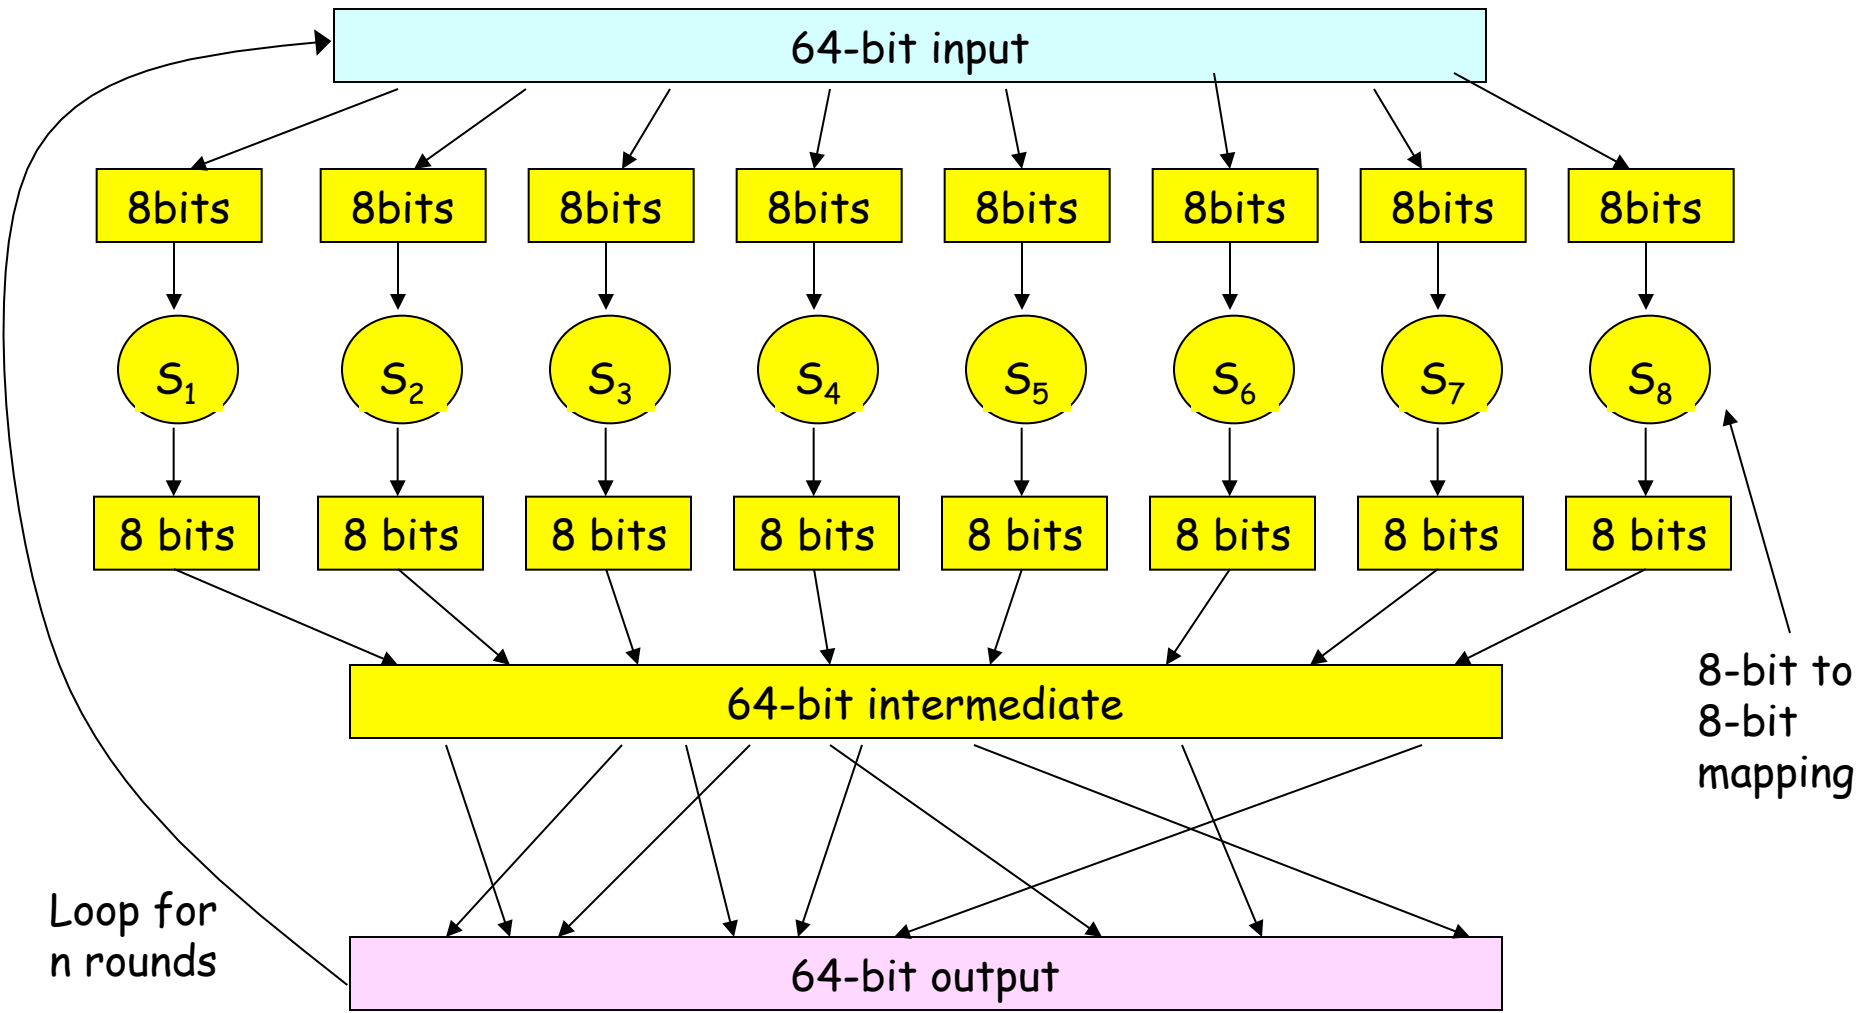 64-bit input
8bits 8bits 8bits 8bits 8bits 8bits 8bits 8bits
S₁ S₂ S₃ S₄ S₅ S₆ S₇ S₈
8 bits 8 bits 8 bits 8 bits 8 bits 8 bits 8 bits 8 bits
8-bit to
8-bit
mapping
64-bit intermediate
Loop for
n rounds
64-bit output